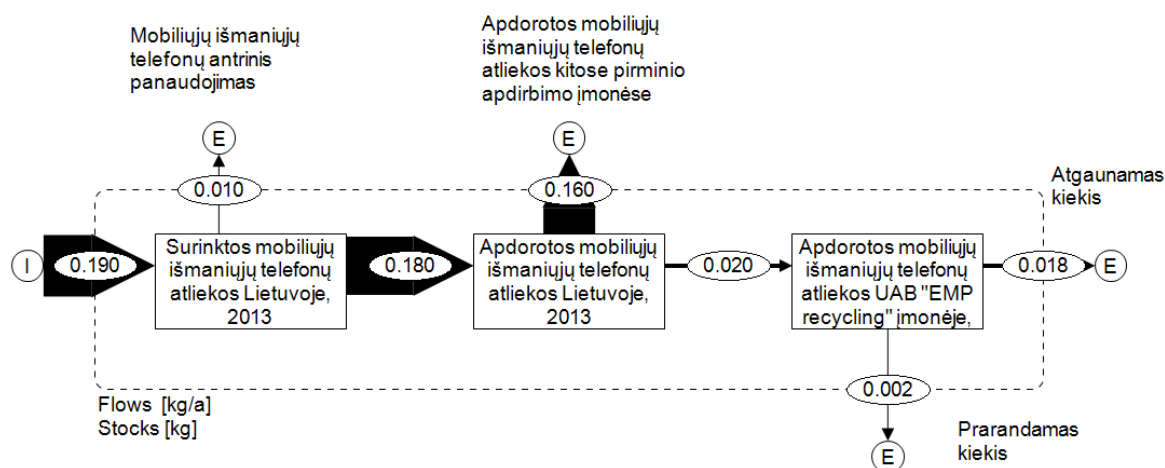 Mobiliųjų išmaniųjų
telefonų antrinis
panaudojimas
Apdorotos mobiliųjų
išmaniųjų telefonų
atliekos kitose pirminio
apdirbimo įmonėse
E
E
0.010
0.160
Atgaunamas
kiekis
I
0.190
Surinktos mobiliųjų
išmaniųjų telefonų
atliekos Lietuvoje,
2013
0.180
Apdorotos mobiliųjų
išmaniųjų telefonų
atliekos Lietuvoje,
2013
0.020
Apdorotos mobiliųjų
išmaniųjų telefonų
atliekos UAB "EMP
recycling" įmonėje,
0.018
E
0.002
Flows [kg/a]
Stocks [kg]
E
Prarandamas
kiekis